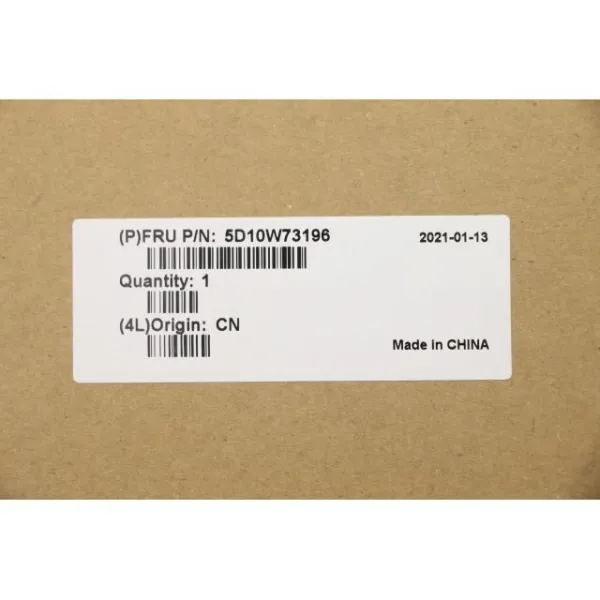 (P)FRU P/N: 5D10W73196 2021-01-13
Quantity: 1
(4L)Origin: CN
Made in CHINA